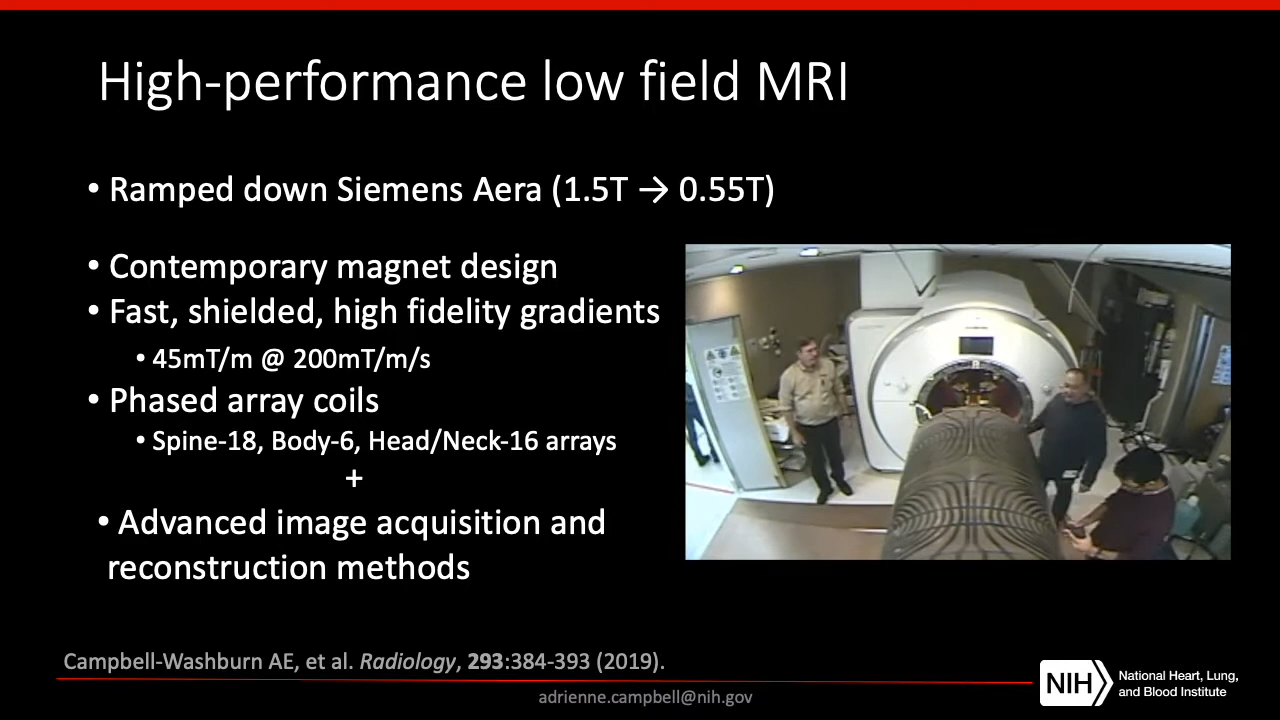 High-performance low field MRI
• Ramped down Siemens Aera (1.5T → 0.55T)
• Contemporary magnet design
• Fast, shielded, high fidelity gradients
• 45mT/m @ 200mT/m/s
• Phased array coils
• Spine-18, Body-6, Head/Neck-16 arrays
+
• Advanced image acquisition and
reconstruction methods
Campbell-Washburn AE, et al. Radiology, 293:384-393 (2019).
adrienne.campbell@nih.gov
NIH National Heart, Lung,
and Blood Institute